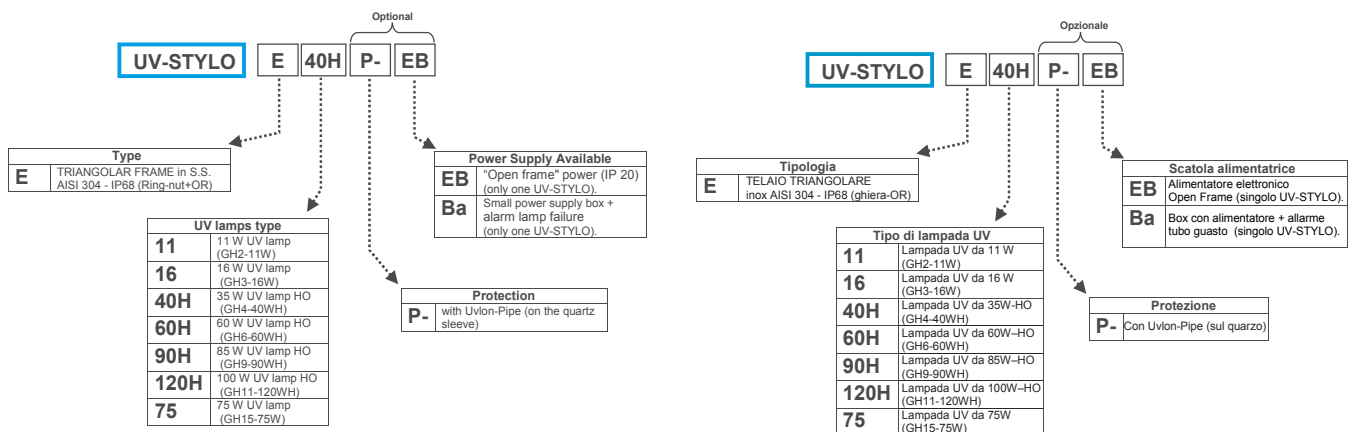 Optional
UV-STYLO E 40H P- EB
Type
E TRIANGOLAR FRAME in S.S.
AISI 304 - IP68 (Ring-nut+OR)
Power Supply Available
EB "Open frame" power (IP 20)
(only one UV-STYLO).
Ba Small power supply box +
alarm lamp failure
(only one UV-STYLO).
UV lamps type
11 11 W UV lamp
(GH2-11W)
16 16 W UV lamp
(GH3-16W)
40H 35 W UV lamp HO
(GH4-40WH)
60H 60 W UV lamp HO
(GH6-60WH)
90H 85 W UV lamp HO
(GH9-90WH)
120H 100 W UV lamp HO
(GH11-120WH)
75 75 W UV lamp
(GH15-75W)
Protection
P- with Uvlon-Pipe (on the quartz
sleeve)
Opzionale
UV-STYLO E 40H P- EB
Tipologia
E TELAIO TRIANGOLARE
inox AISI 304 - IP68 (ghiera-OR)
Scatola alimentatrice
EB Alimentatore elettronico
Open Frame (singolo UV-STYLO).
Ba Box con alimentatore + allarme
tubo guasto (singolo UV-STYLO).
Tipo di lampada UV
11 Lampada UV da 11 W
(GH2-11W)
16 Lampada UV da 16 W
(GH3-16W)
40H Lampada UV da 35W-HO
(GH4-40WH)
60H Lampada UV da 60W–HO
(GH6-60WH)
90H Lampada UV da 85W–HO
(GH9-90WH)
120H Lampada UV da 100W–HO
(GH11-120WH)
75 Lampada UV da 75W
(GH15-75W)
Protezione
P- Con Uvlon-Pipe (sul quarzo)